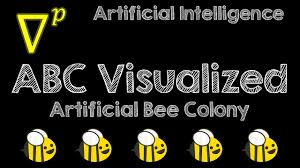 ∇ᵖ
Artificial Intelligence
ABC Visualized
Artificial Bee Colony